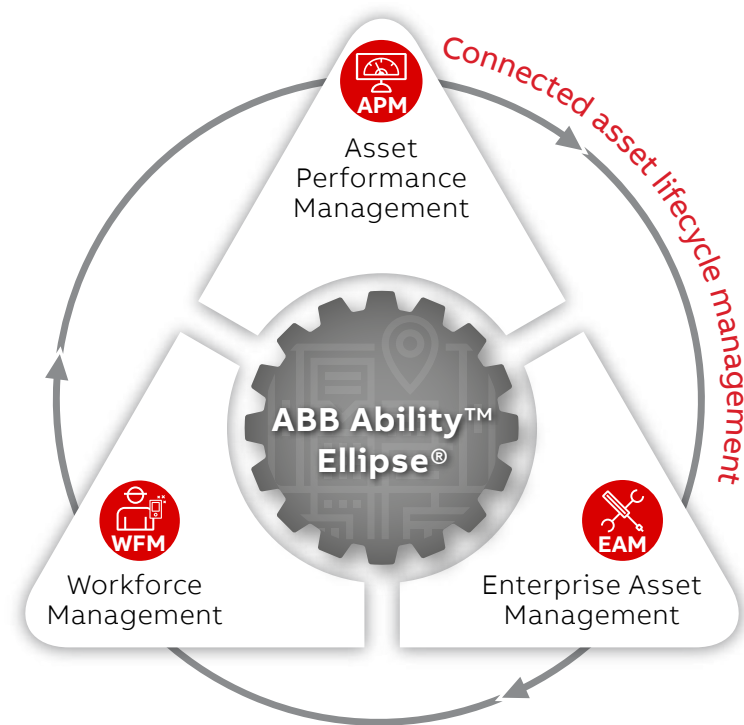 Connected asset lifecycle management
APM
Asset
Performance
Management
ABB Ability™
Ellipse®
WFM
Workforce
Management
EAM
Enterprise Asset
Management